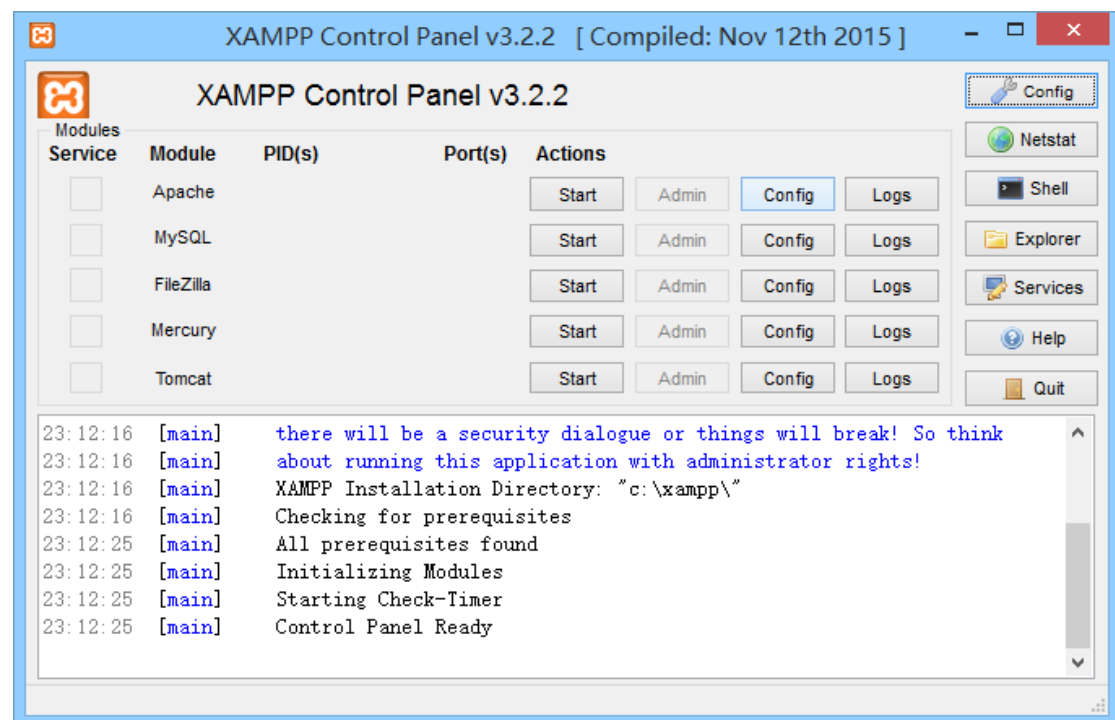 XAMPP Control Panel v3.2.2 [ Compiled: Nov 12th 2015 ]
XAMPP Control Panel v3.2.2
Config
Modules
Service Module PID(s) Port(s) Actions
Netstat
Apache Start Admin Config Logs
Shell
MySQL Start Admin Config Logs
Explorer
FileZilla Start Admin Config Logs
Services
Mercury Start Admin Config Logs
Help
Tomcat Start Admin Config Logs
Quit
23:12:16 [main] there will be a security dialogue or things will break! So think
23:12:16 [main] about running this application with administrator rights!
23:12:16 [main] XAMPP Installation Directory: "c:\xampp\"
23:12:16 [main] Checking for prerequisites
23:12:25 [main] All prerequisites found
23:12:25 [main] Initializing Modules
23:12:25 [main] Starting Check-Timer
23:12:25 [main] Control Panel Ready